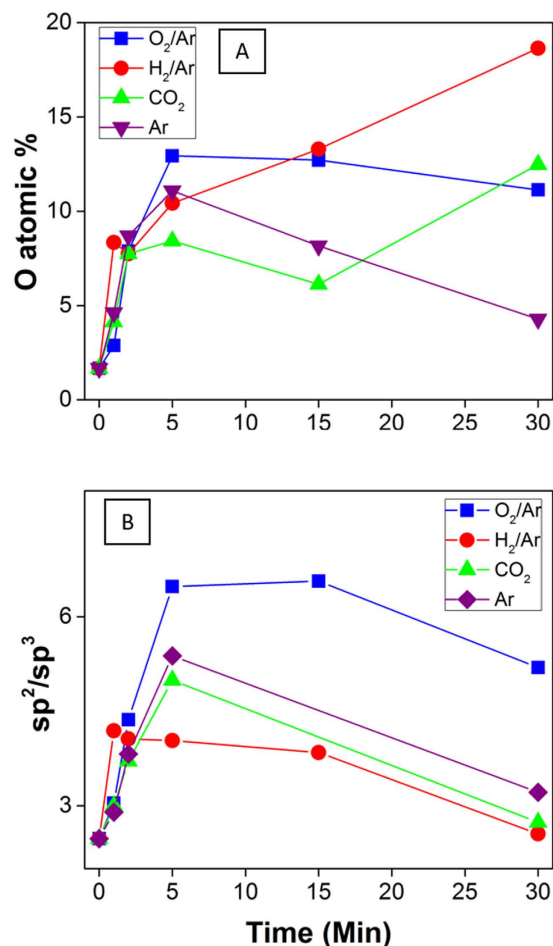 A
O₂/Ar
H₂/Ar
CO₂
Ar
O atomic %
20
15
10
5
0
0 5 10 15 20 25 30
B
O₂/Ar
H₂/Ar
CO₂
Ar
sp²/sp³
6
3
0 5 10 15 20 25 30
Time (Min)